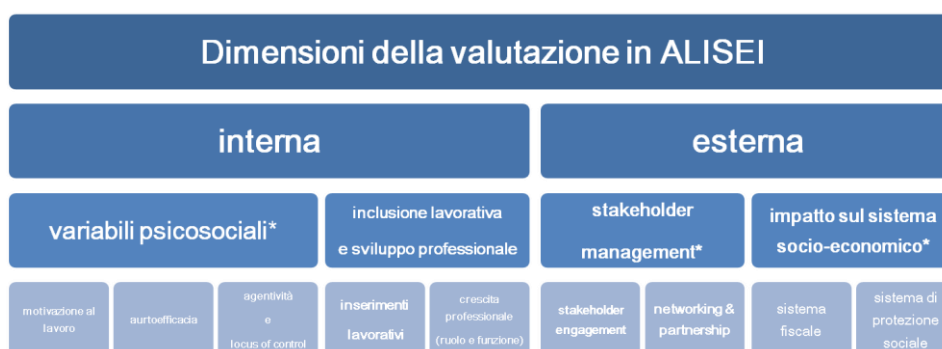 Dimensioni della valutazione in ALISEI
interna
esterna
variabili psicosociali*
inclusione lavorativa
e sviluppo professionale
stakeholder
management*
impatto sul sistema
socio-economico*
motivazione al
lavoro
aurtoefficacia
agentività
e
locus of control
inserimenti
lavorativi
crescita
professionale
(ruolo e funzione)
stakeholder
engagement
networking &
partnership
sistema
fiscale
sistema di
protezione
sociale